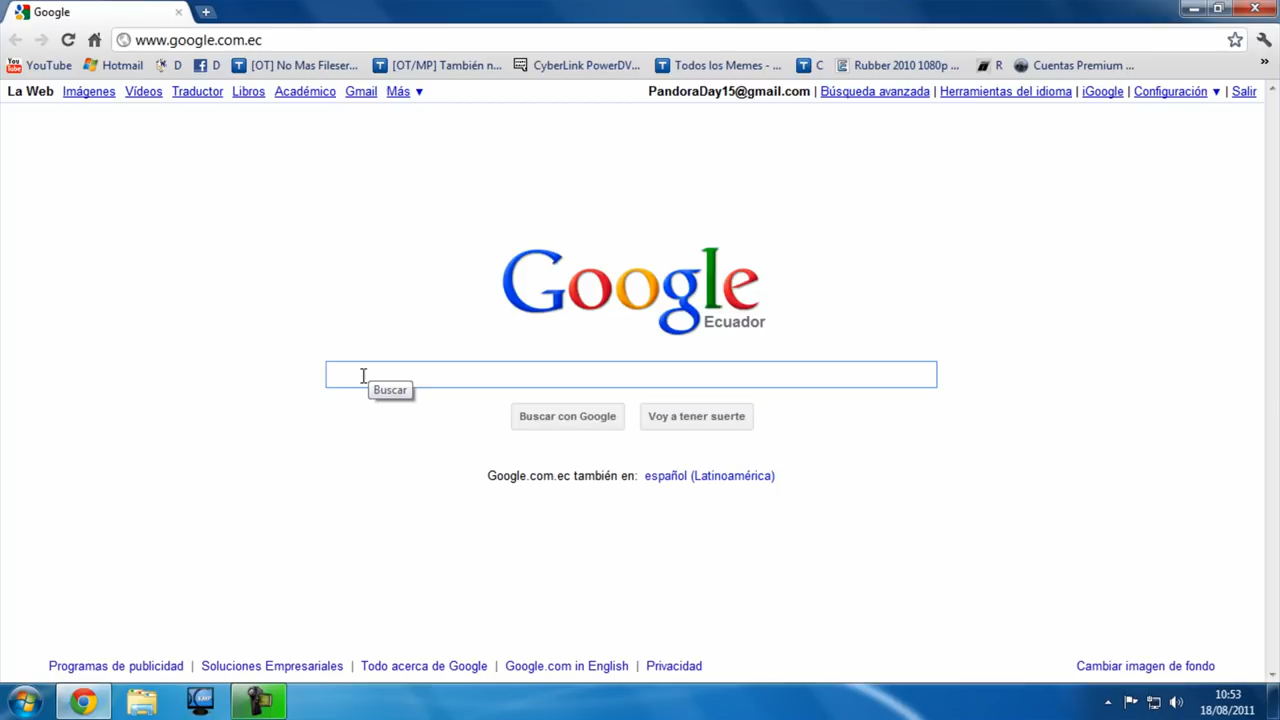 Google
www.google.com.ec
You Tube YouTube Hotmail D D [OT] No Mas Fileser... [OT/MP] También n... CyberLink PowerDV... Todos los Memes - ... C Rubber 2010 1080p ... R Cuentas Premium ... »
La Web Imágenes Vídeos Traductor Libros Académico Gmail Más ▼ PandoraDay15@gmail.com | Búsqueda avanzada | Herramientas del idioma | iGoogle | Configuración ▼ | Salir
Google
Ecuador
Buscar
Buscar con Google Voy a tener suerte
Google.com.ec también en: español (Latinoamérica)
Programas de publicidad | Soluciones Empresariales | Todo acerca de Google | Google.com in English | Privacidad Cambiar imagen de fondo
10:53
18/08/2011